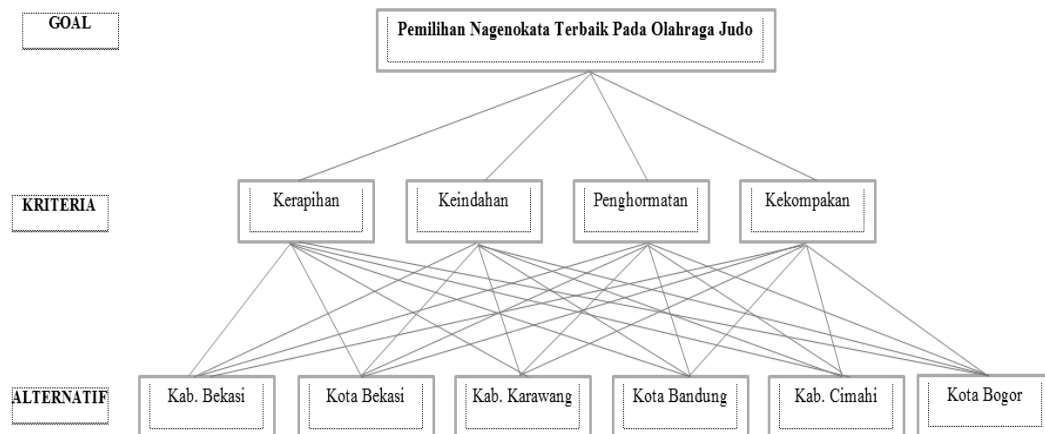 GOAL
Pemilihan Nagenokata Terbaik Pada Olahraga Judo
KRITERIA
Kerapihan
Keindahan
Penghormatan
Kekompakan
ALTERNATIF
Kab. Bekasi
Kota Bekasi
Kab. Karawang
Kota Bandung
Kab. Cimahi
Kota Bogor